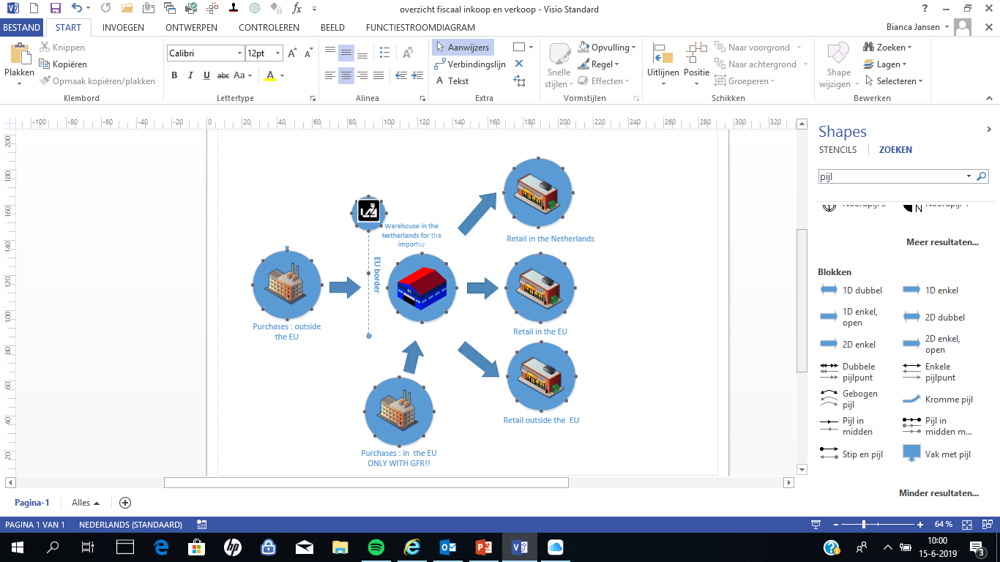 overzicht fiscaal inkoop en verkoop - Visio Standard
BESTAND START INVOEGEN ONTWERPEN CONTROLEREN BEELD FUNCTIESTROOMDIAGRAM
Bianca Jansen
Plakken
Knippen
Kopiëren
Opmaak kopiëren/plakken
Klembord
Calibri 12pt
B I U abc Aa A
Lettertype
Alinea
Aanwijzers
Verbindingslijn
A Tekst
Extra
Snelle stijlen
Opvulling
Regel
Effecten
Vormstijlen
Uitlijnen
Positie
Naar voorgrond
Naar achtergrond
Groeperen
Schikken
Shape wijzigen
Zoeken
Lagen
Selecteren
Bewerken
-100 -80 -60 -40 -20 0 20 40 60 80 100 120 140 160 180 200 220 240 260 280 300 320
200
180
160
140
120
100
80
60
40
20
Warehouse in the
Netherlands for the
importer
Retail in the Netherlands
EU border
Purchases : outside
the EU
Retail in the EU
Retail outside the EU
Purchases : in the EU
ONLY WITH GFR!!
Shapes
STENCILS ZOEKEN
pijl
Meer resultaten...
Blokken
1D dubbel
1D enkel
1D enkel,
open
2D dubbel
2D enkel
2D enkel,
open
Dubbele
pijlpunt
Enkele
pijlpunt
Gebogen
pijl
Kromme pijl
Pijl in
midden
Pijl in
midden m...
Stip en pijl
Vak met pijl
Minder resultaten...
Pagina-1 Alles
PAGINA 1 VAN 1 NEDERLANDS (STANDAARD)
64 %
10:00
15-6-2019
3